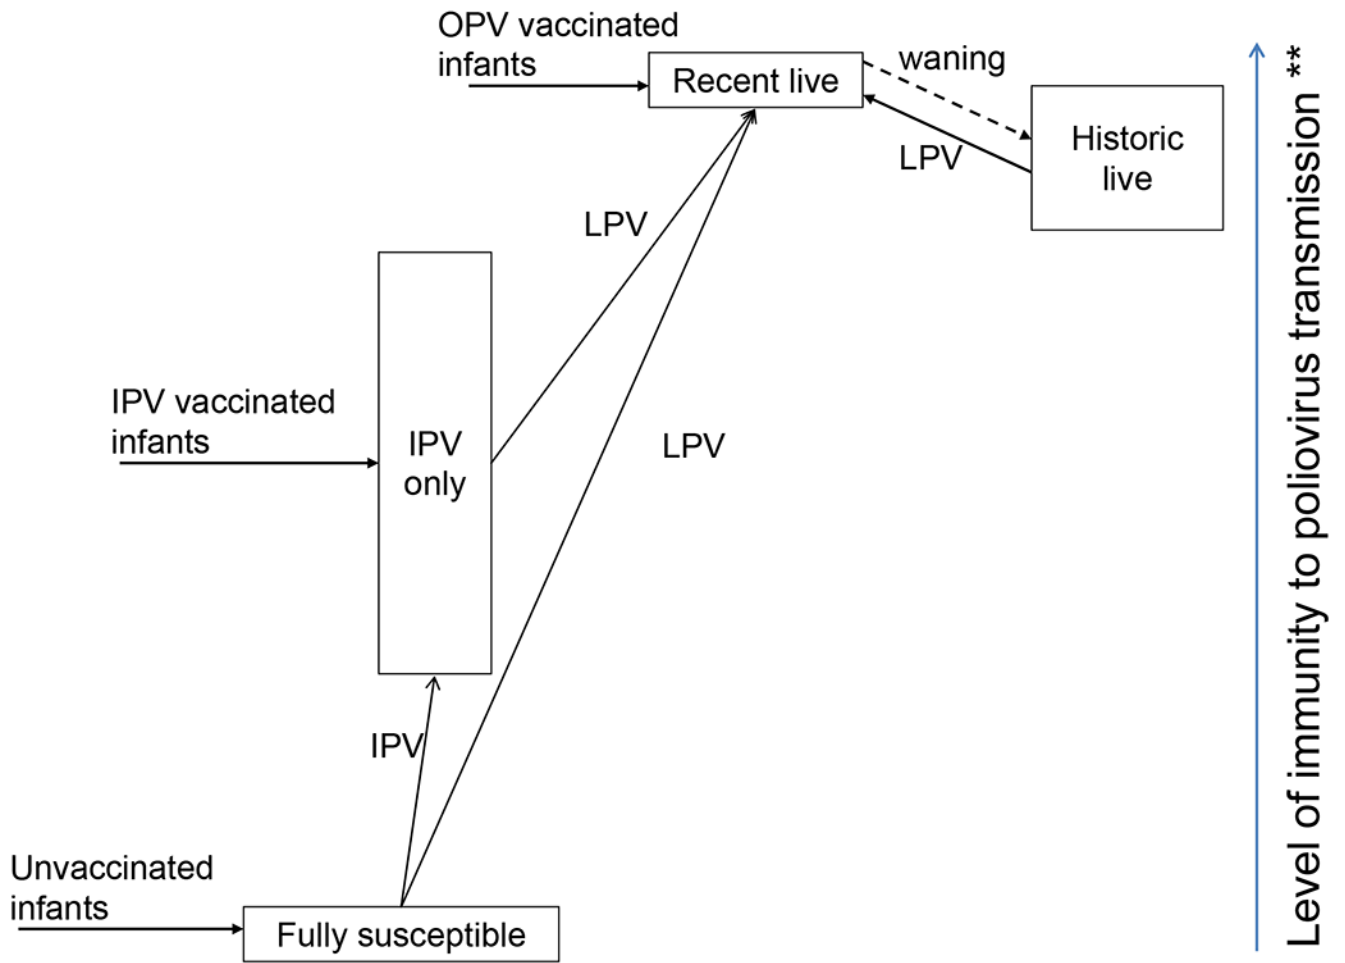 OPV vaccinated
infants
Recent live
waning
LPV
Historic
live
LPV
IPV vaccinated
infants
IPV
only
LPV
IPV
Unvaccinated
infants
Fully susceptible
Level of immunity to poliovirus transmission **